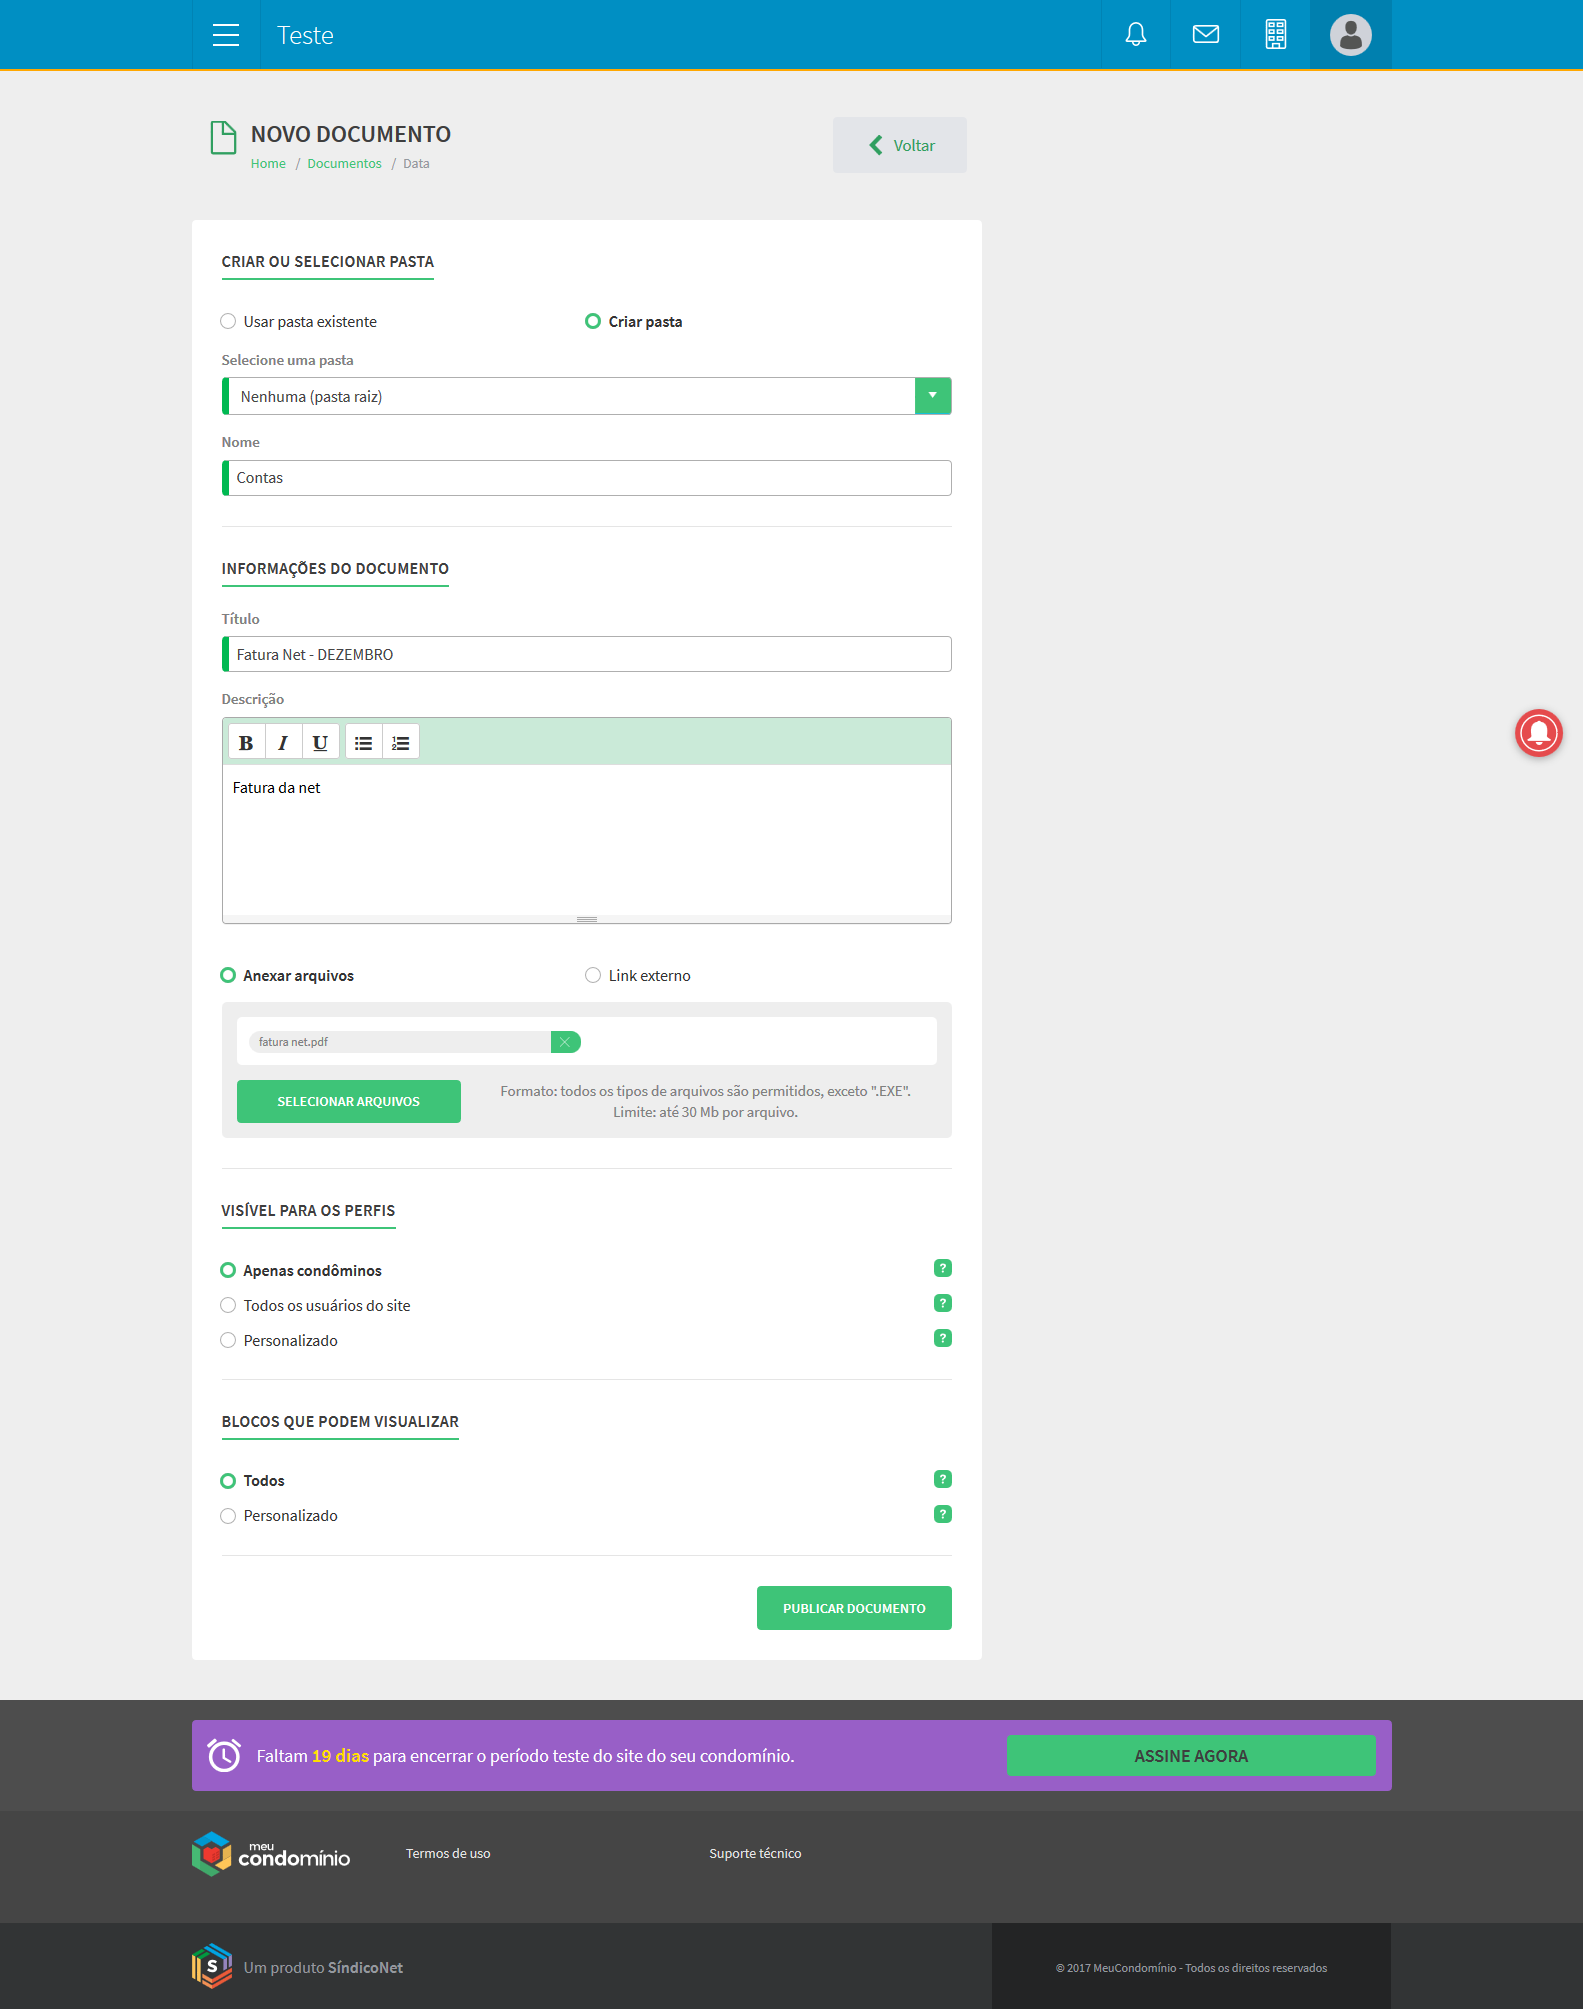 Teste
NOVO DOCUMENTO
Home / Documentos / Data
Voltar
CRIAR OU SELECIONAR PASTA
Usar pasta existente
Criar pasta
Selecione uma pasta
Nenhuma (pasta raiz)
Nome
Contas
INFORMAÇÕES DO DOCUMENTO
Título
Fatura Net - DEZEMBRO
Descrição
B I U
Fatura da net
Anexar arquivos
Link externo
fatura net.pdf
SELECIONAR ARQUIVOS
Formato: todos os tipos de arquivos são permitidos, exceto ".EXE".
Limite: até 30 Mb por arquivo.
VISÍVEL PARA OS PERFIS
Apenas condôminos
?
Todos os usuários do site
?
Personalizado
?
BLOCOS QUE PODEM VISUALIZAR
Todos
?
Personalizado
?
PUBLICAR DOCUMENTO
Faltam 19 dias para encerrar o período teste do site do seu condomínio.
ASSINE AGORA
meu
condomínio
Termos de uso
Suporte técnico
S
Um produto SíndicoNet
© 2017 MeuCondomínio - Todos os direitos reservados